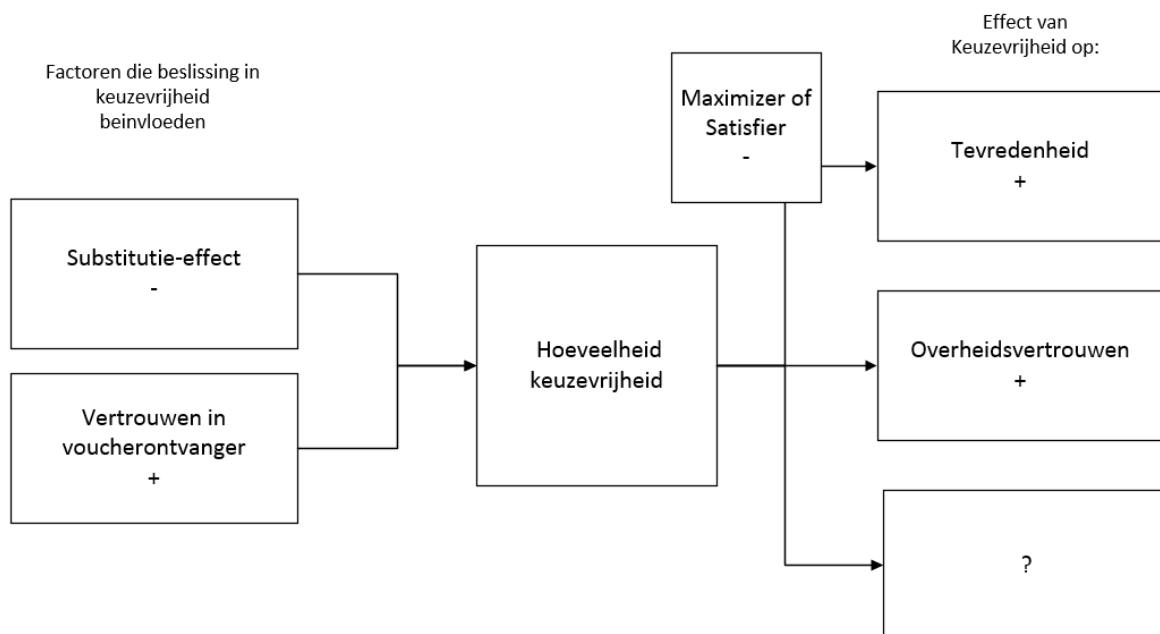 Factoren die beslissing in
keuzevrijheid
beinvloeden
Substitutie-effect
-
Vertrouwen in
voucherontvanger
+
Hoeveelheid
keuzevrijheid
Maximizer of
Satisfier
-
Effect van
Keuzevrijheid op:
Tevredenheid
+
Overheidsvertrouwen
+
?